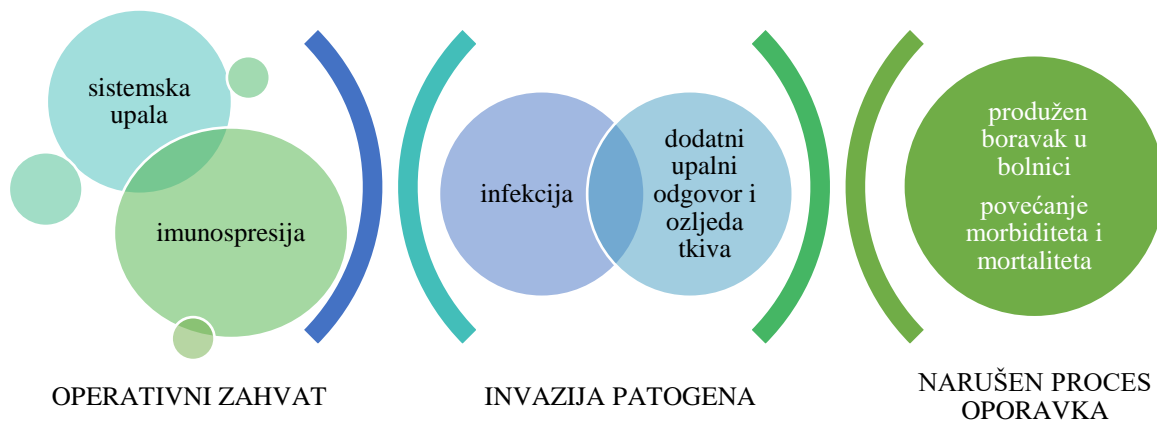 sistemska
upala
imunospresija
OPERATIVNI ZAHVAT
infekcija
dodatni
upalni
odgovor i
ozljeda
tkiva
INVAZIJA PATOGENA
produžen
boravak u
bolnici
povećanje
morbiditeta i
mortaliteta
NARUŠEN PROCES
OPORAVKA